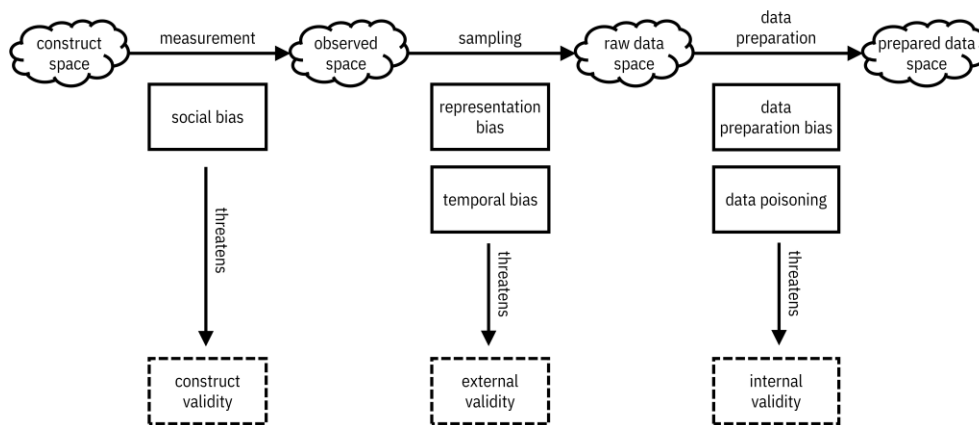 construct
space
measurement
observed
space
sampling
raw data
space
data
preparation
prepared data
space
social bias
representation
bias
data
preparation bias
temporal bias
data poisoning
threatens
threatens
threatens
construct
validity
external
validity
internal
validity